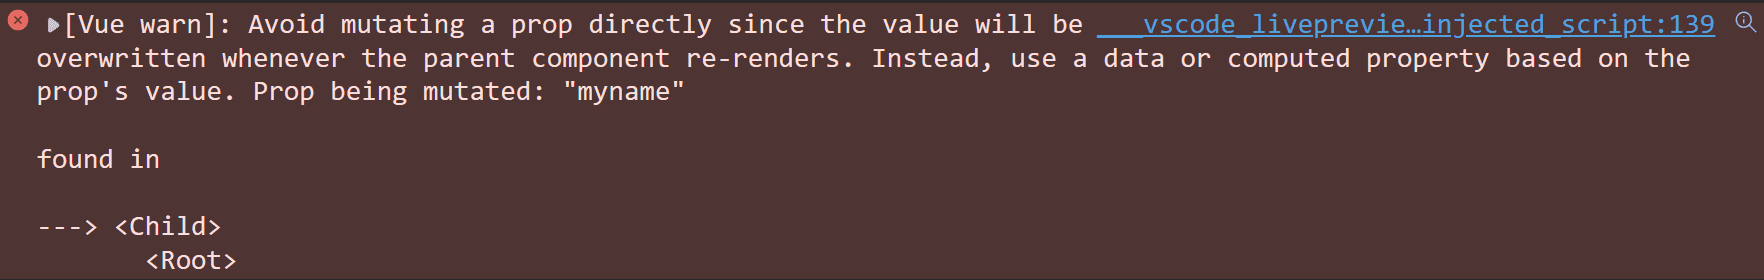 [Vue warn]: Avoid mutating a prop directly since the value will be ___vscode_liveprevie…injected_script:139
overwritten whenever the parent component re-renders. Instead, use a data or computed property based on the
prop's value. Prop being mutated: "myname"
found in
---> <Child>
<Root>